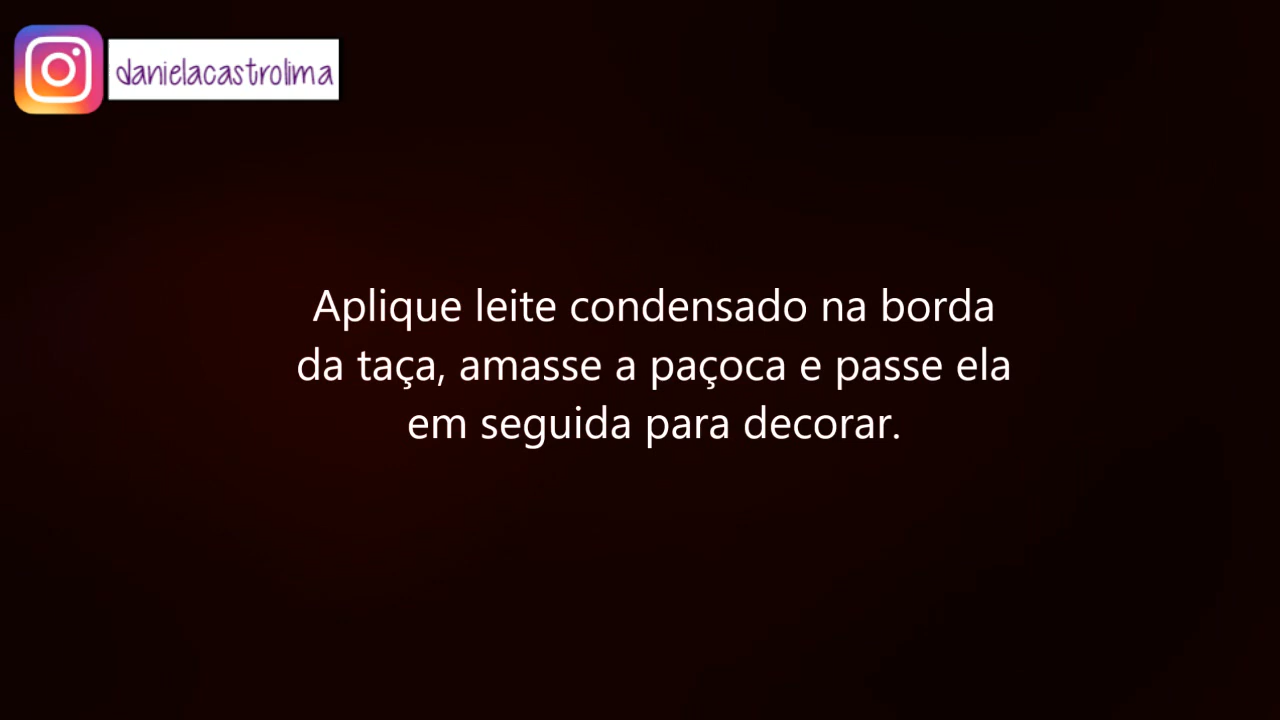 danielacastrolima
Aplique leite condensado na borda
da taça, amasse a paçoca e passe ela
em seguida para decorar.